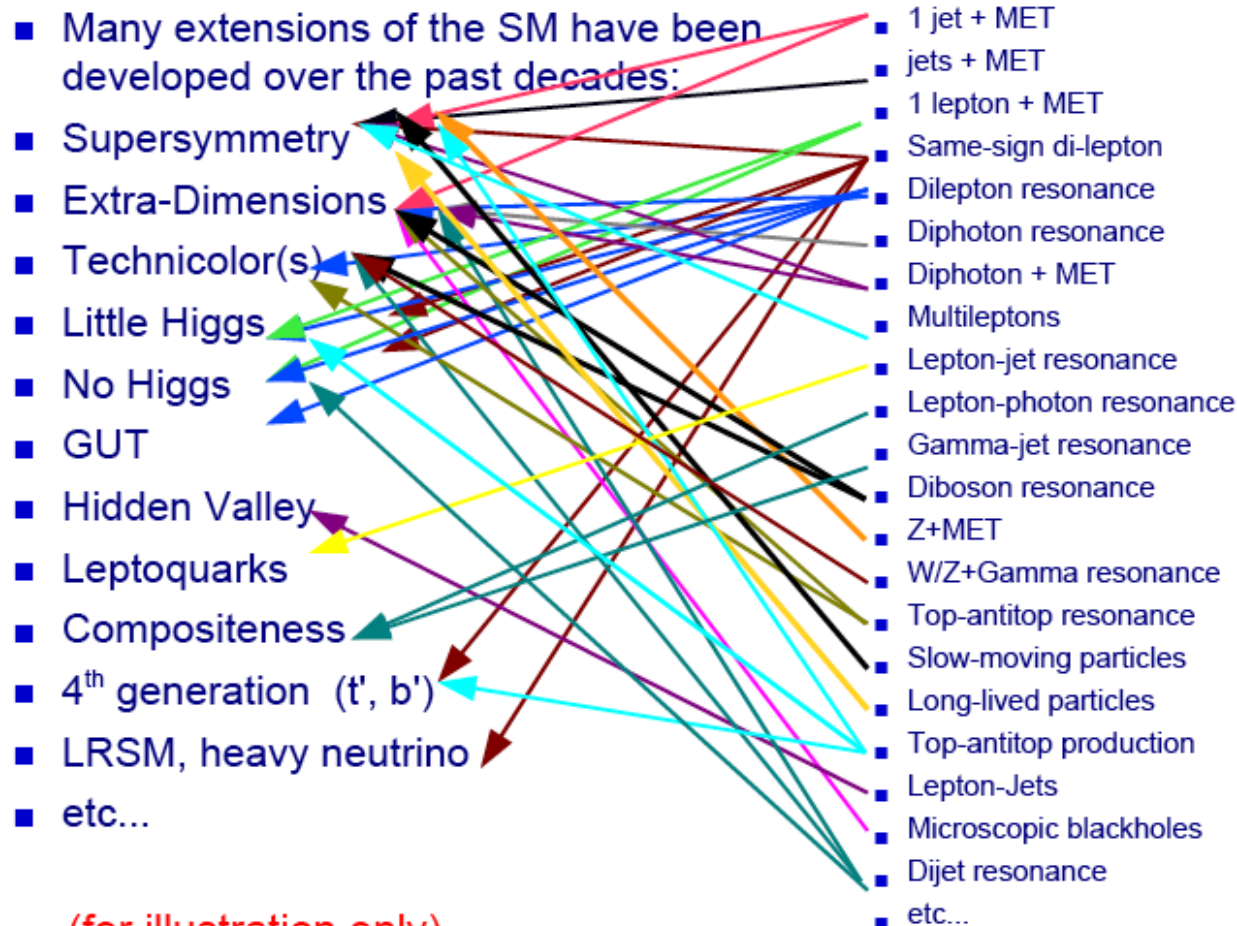 Many extensions of the SM have been
developed over the past decades:
Supersymmetry
Extra-Dimensions
Technicolor(s)
Little Higgs
No Higgs
GUT
Hidden Valley
Leptoquarks
Compositeness
4th generation (t', b')
LRSM, heavy neutrino
etc...
(for illustration only)
1 jet + MET
jets + MET
1 lepton + MET
Same-sign di-lepton
Dilepton resonance
Diphoton resonance
Diphoton + MET
Multileptons
Lepton-jet resonance
Lepton-photon resonance
Gamma-jet resonance
Diboson resonance
Z+MET
W/Z+Gamma resonance
Top-antitop resonance
Slow-moving particles
Long-lived particles
Top-antitop production
Lepton-Jets
Microscopic blackholes
Dijet resonance
etc...